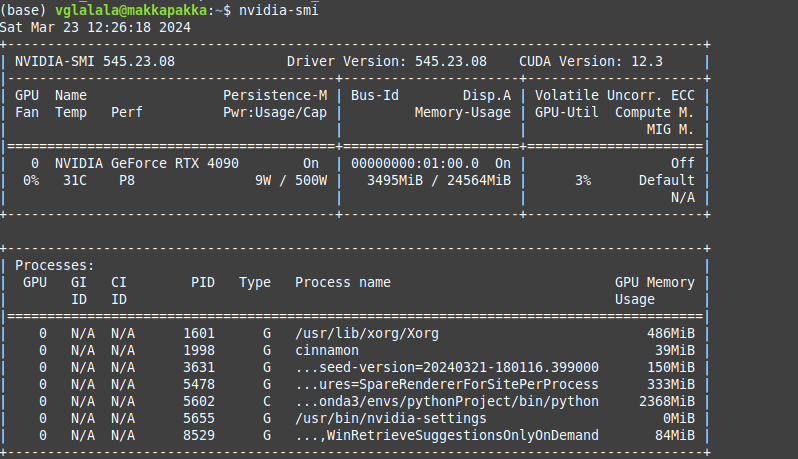 (base) vglalala@makkapakka:~$ nvidia-smi
Sat Mar 23 12:26:18 2024
+---------------------------------------------------------------------------------------+
| NVIDIA-SMI 545.23.08              Driver Version: 545.23.08    CUDA Version: 12.3     |
|-----------------------------------------+----------------------+----------------------+
| GPU  Name                 Persistence-M | Bus-Id        Disp.A | Volatile Uncorr. ECC |
| Fan  Temp   Perf          Pwr:Usage/Cap |         Memory-Usage | GPU-Util  Compute M. |
|                                         |                      |               MIG M. |
|=========================================+======================+======================|
|   0  NVIDIA GeForce RTX 4090        On  | 00000000:01:00.0  On |                  Off |
|  0%   31C    P8               9W / 500W |   3495MiB / 24564MiB |      3%      Default |
|                                         |                      |                  N/A |
+-----------------------------------------+----------------------+----------------------+

+---------------------------------------------------------------------------------------+
| Processes:                                                                            |
|  GPU   GI   CI        PID   Type   Process name                            GPU Memory |
|        ID   ID                                                             Usage      |
|=======================================================================================|
|    0   N/A  N/A      1601      G   /usr/lib/xorg/Xorg                          486MiB |
|    0   N/A  N/A      1998      G   cinnamon                                     39MiB |
|    0   N/A  N/A      3631      G   ...seed-version=20240321-180116.399000      150MiB |
|    0   N/A  N/A      5478      G   ...ures=SpareRendererForSitePerProcess      333MiB |
|    0   N/A  N/A      5602      C   ...onda3/envs/pythonProject/bin/python     2368MiB |
|    0   N/A  N/A      5655      G   /usr/bin/nvidia-settings                      0MiB |
|    0   N/A  N/A      8529      G   ...,WinRetrieveSuggestionsOnlyOnDemand       84MiB |
+---------------------------------------------------------------------------------------+